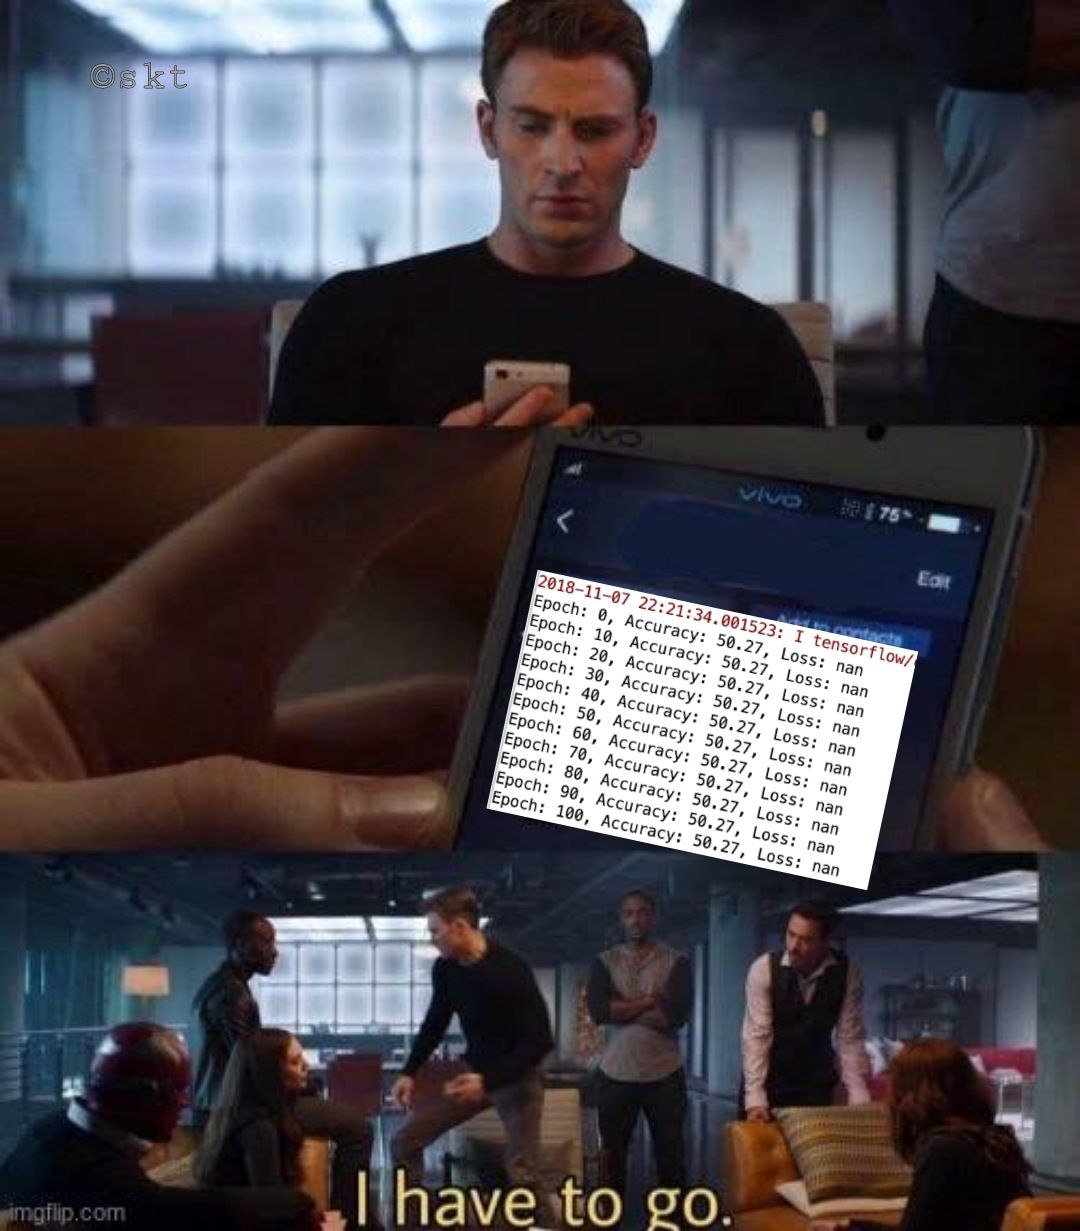 ©skt
vivo
vivo
75
Edit
Add to contacts
2018-11-07 22:21:34.001523: I tensorflow/
Epoch: 0, Accuracy: 50.27, Loss: nan
Epoch: 10, Accuracy: 50.27, Loss: nan
Epoch: 20, Accuracy: 50.27, Loss: nan
Epoch: 30, Accuracy: 50.27, Loss: nan
Epoch: 40, Accuracy: 50.27, Loss: nan
Epoch: 50, Accuracy: 50.27, Loss: nan
Epoch: 60, Accuracy: 50.27, Loss: nan
Epoch: 70, Accuracy: 50.27, Loss: nan
Epoch: 80, Accuracy: 50.27, Loss: nan
Epoch: 90, Accuracy: 50.27, Loss: nan
Epoch: 100, Accuracy: 50.27, Loss: nan
I have to go.
imgflip.com